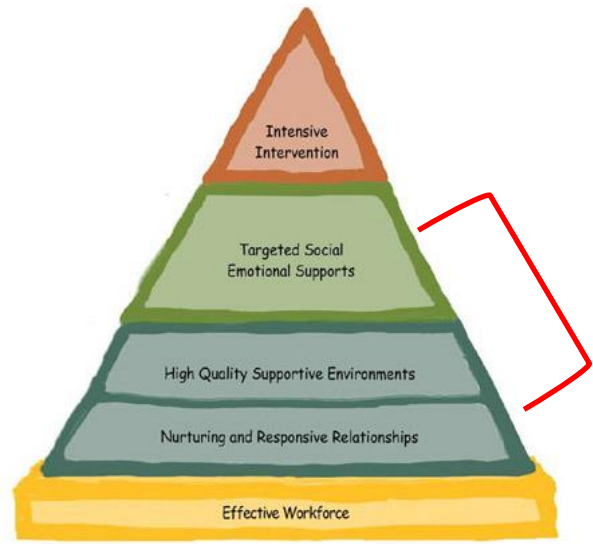 Intensive
Intervention
Targeted Social
Emotional Supports
High Quality Supportive Environments
Nurturing and Responsive Relationships
Effective Workforce